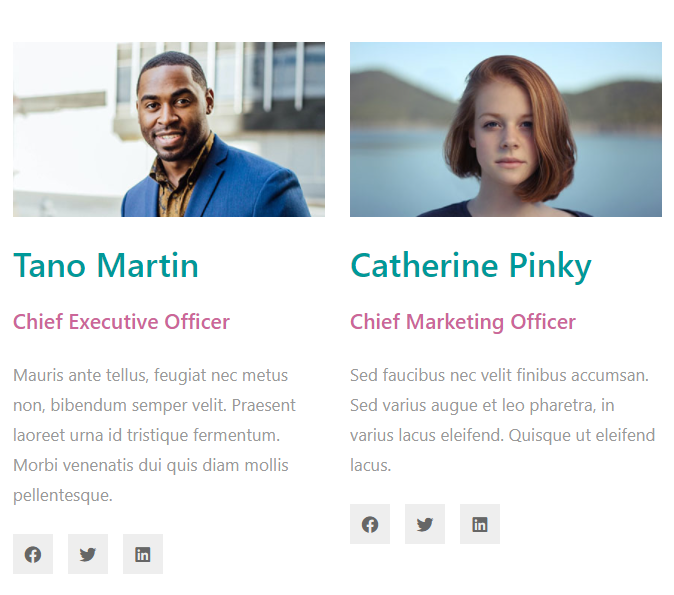 Tano Martin
Chief Executive Officer
Mauris ante tellus, feugiat nec metus
non, bibendum semper velit. Praesent
laoreet urna id tristique fermentum.
Morbi venenatis dui quis diam mollis
pellentesque.
Catherine Pinky
Chief Marketing Officer
Sed faucibus nec velit finibus accumsan.
Sed varius augue et leo pharetra, in
varius lacus eleifend. Quisque ut eleifend
lacus.